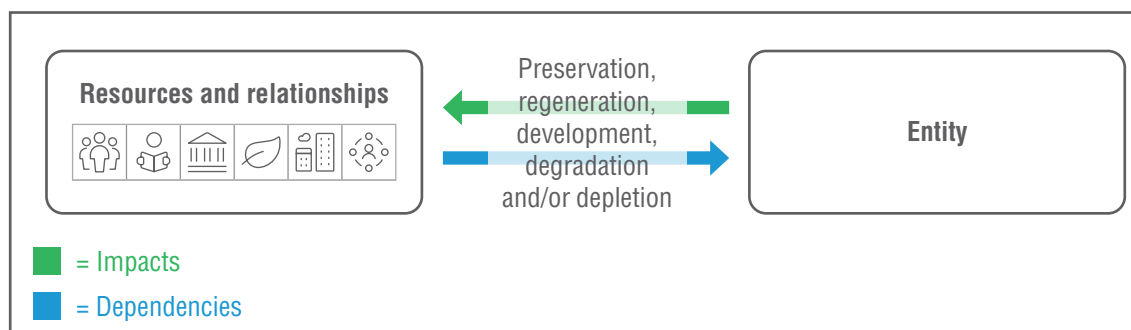 Resources and relationships
Preservation,
regeneration,
development,
degradation
and/or depletion
Entity
= Impacts
= Dependencies